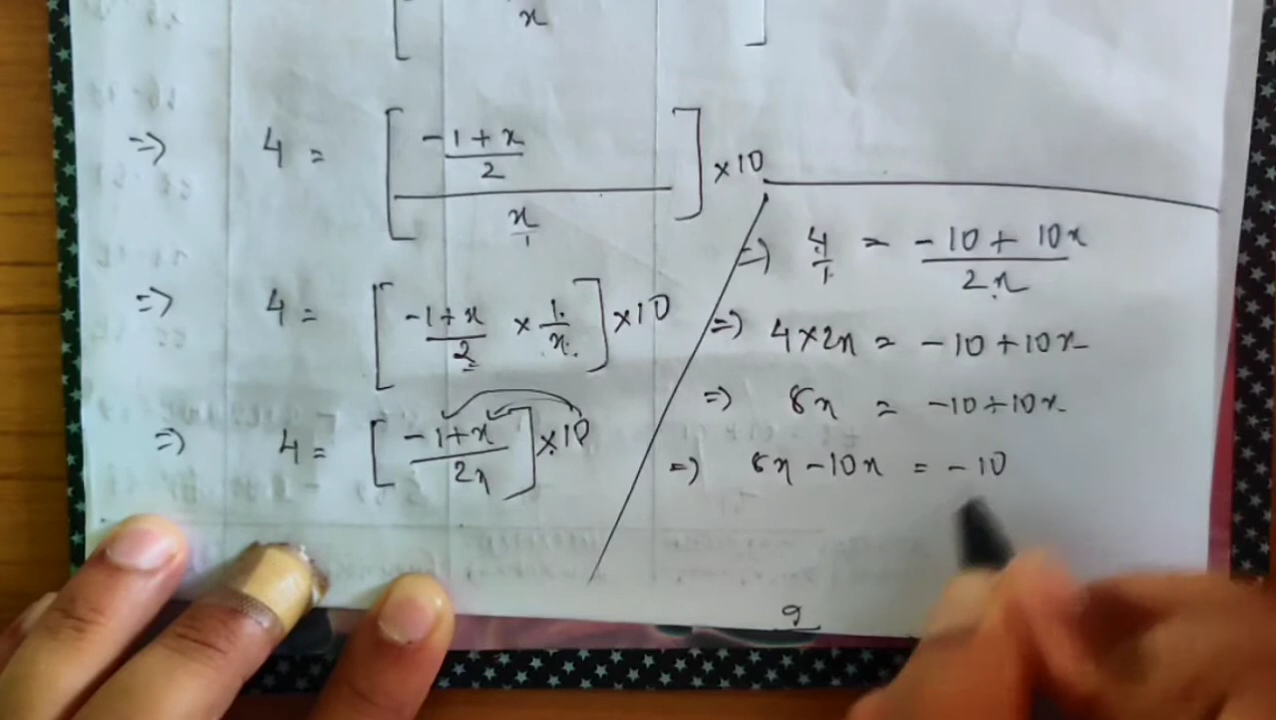 x
=> 4 = [ (-1+x)/2 / x/1 ] ×10
=> 4 = [ (-1+x)/2 × 1/x ] ×10
=> 4 = [ (-1+x)/2x ] ×10
=> 4/1 = (-10+10x)/2x
=> 4×2x = -10+10x
=> 8x = -10+10x
=> 8x-10x = -10